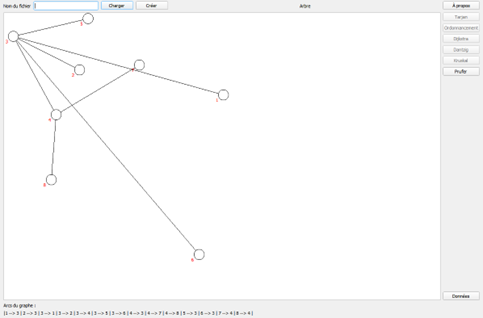 Nom du fichier Charger Créer Arbre À propos
Tarjan
5
Ordonnancement
3
Dijkstra
Dantzig
Kruskal
2
Prufer
1
4
8
6
Données
Arcs du graphe :
|1 --> 3 | 2 --> 3 | 3 --> 1 | 3 --> 2 | 3 --> 4 | 3 --> 5 | 3 --> 6 | 4 --> 3 | 4 --> 7 | 4 --> 8 | 5 --> 3 | 6 --> 3 | 7 --> 4 | 8 --> 4 |